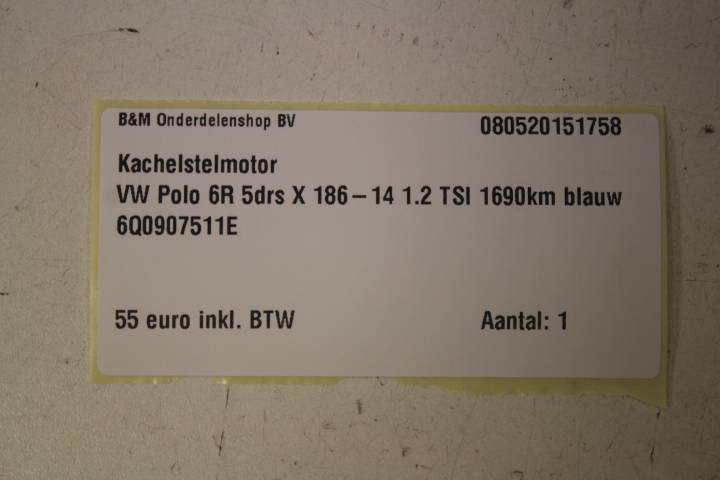 B&M Onderdelenshop BV 080520151758
Kachelstelmotor
VW Polo 6R 5drs X 186-14 1.2 TSI 1690km blauw
6Q0907511E
55 euro inkl. BTW Aantal: 1